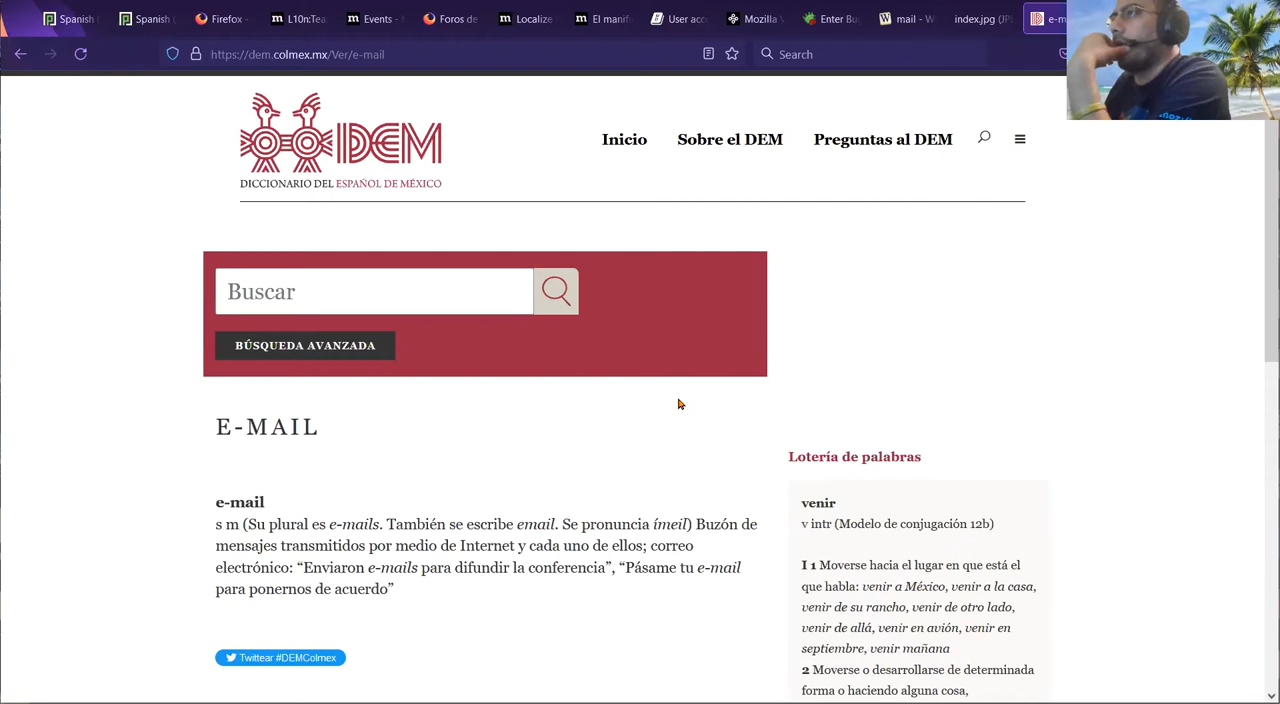 Spanish
Spanish (
Firefox -
L10n:Tea
Events -
Foros de
Localize
El manif
User acc
Mozilla
Enter Bu
mail - W
index.jpg (JP
e-m
https://dem.colmex.mx/Ver/e-mail
Search
DEM
DICCIONARIO DEL ESPAÑOL DE MÉXICO
Inicio
Sobre el DEM
Preguntas al DEM
Buscar
BÚSQUEDA AVANZADA
E-MAIL
e-mail
s m (Su plural es e-mails. También se escribe email. Se pronuncia ímeil) Buzón de
mensajes transmitidos por medio de Internet y cada uno de ellos; correo
electrónico: “Enviaron e-mails para difundir la conferencia”, “Pásame tu e-mail
para ponernos de acuerdo”
Twittear #DEMColmex
Lotería de palabras
venir
v intr (Modelo de conjugación 12b)
I 1 Moverse hacia el lugar en que está el
que habla: venir a México, venir a la casa,
venir de su rancho, venir de otro lado,
venir de allá, venir en avión, venir en
septiembre, venir mañana
2 Moverse o desarrollarse de determinada
forma o haciendo alguna cosa,